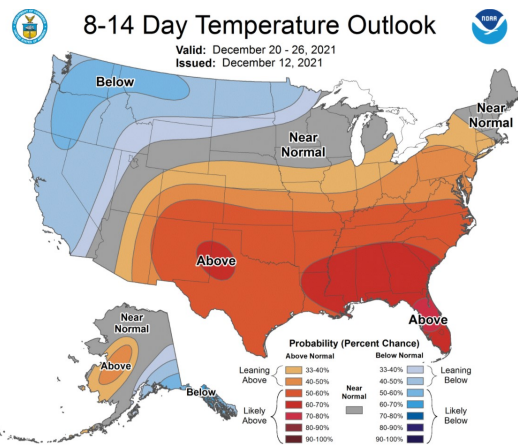 8-14 Day Temperature Outlook
Valid: December 20 - 26, 2021
Issued: December 12, 2021
NOAA
Below
Near
Normal
Near
Normal
Above
Above
Near
Normal
Above
Below
Probability (Percent Chance)
Above Normal
Below Normal
Leaning
Above
33-40%
40-50%
Likely
Above
50-60%
60-70%
70-80%
80-90%
90-100%
Near
Normal
33-40%
40-50%
Leaning
Below
50-60%
60-70%
70-80%
80-90%
90-100%
Likely
Below